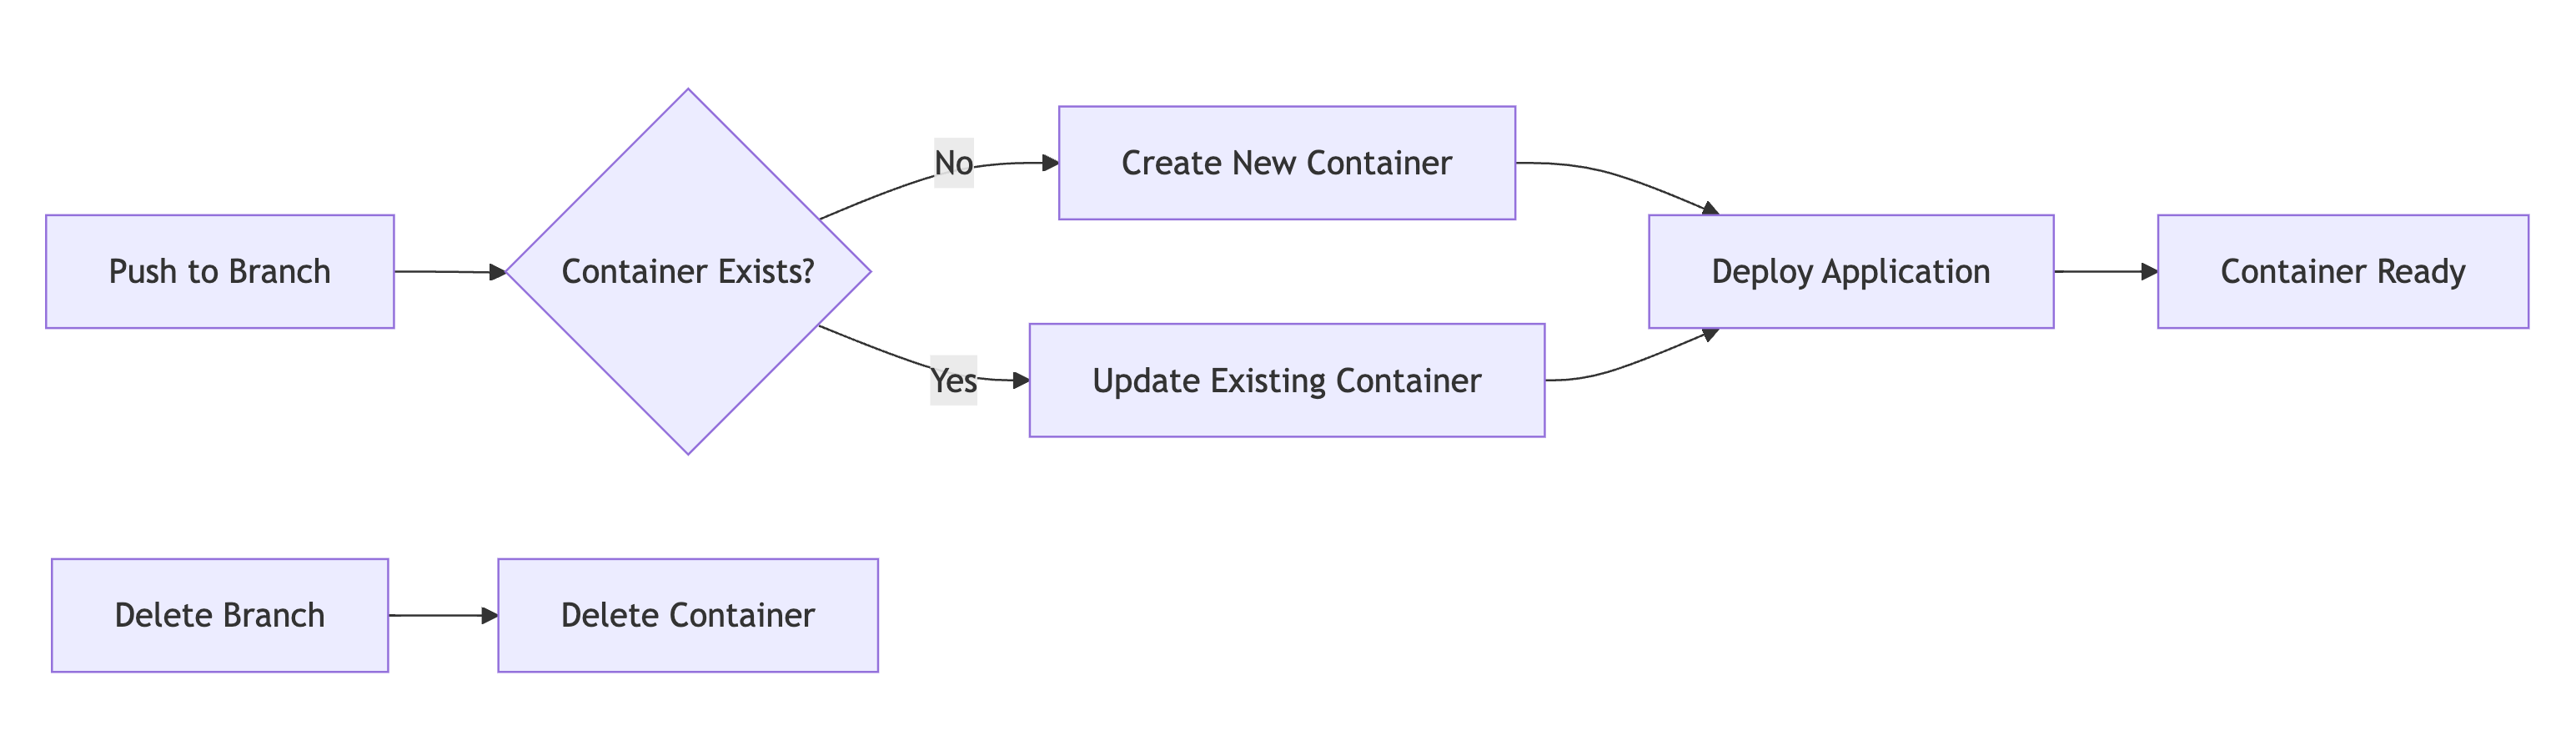 Push to Branch
Container Exists?
No
Yes
Create New Container
Update Existing Container
Deploy Application
Container Ready
Delete Branch
Delete Container